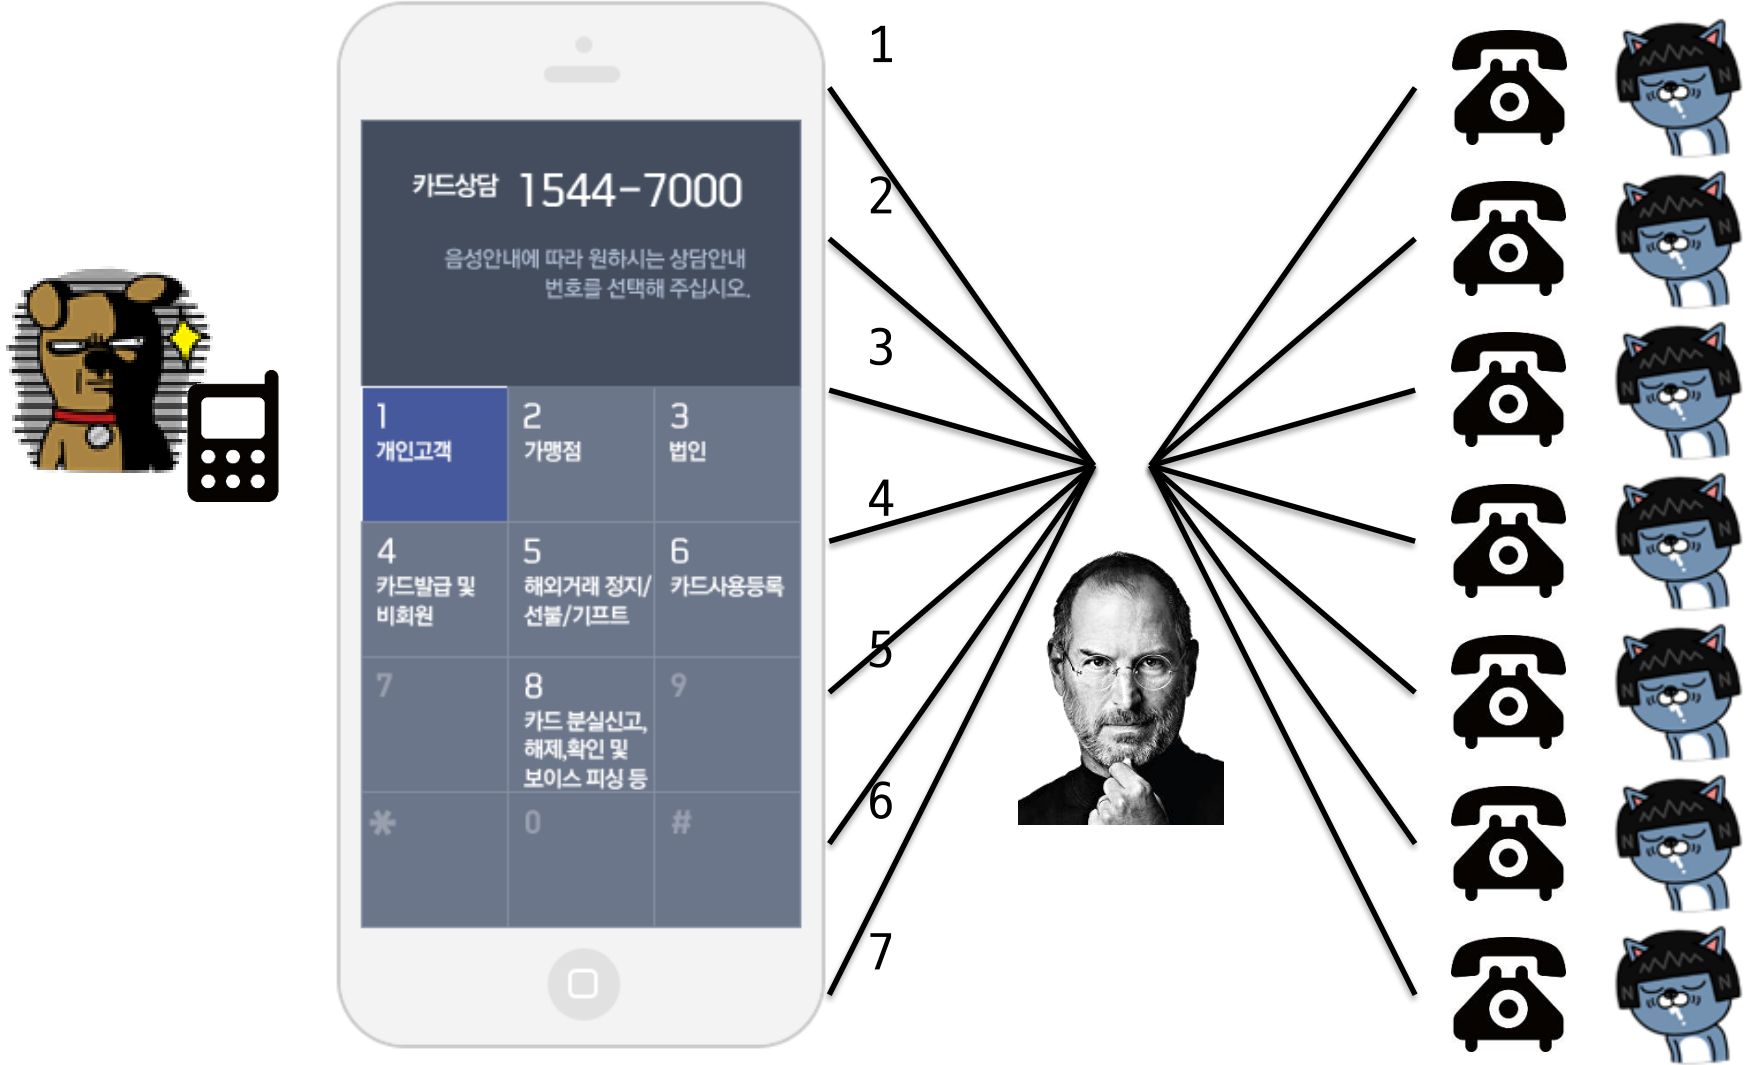 카드상담 1544-7000
음성안내에 따라 원하시는 상담안내
번호를 선택해 주십시오.
1
개인고객
2
가맹점
3
법인
4
카드발급 및
비회원
5
해외거래 정지/
선불/기프트
6
카드사용등록
7
8
카드 분실신고,
해제,확인 및
보이스 피싱 등
9
*
0
#
1
2
3
4
5
6
7